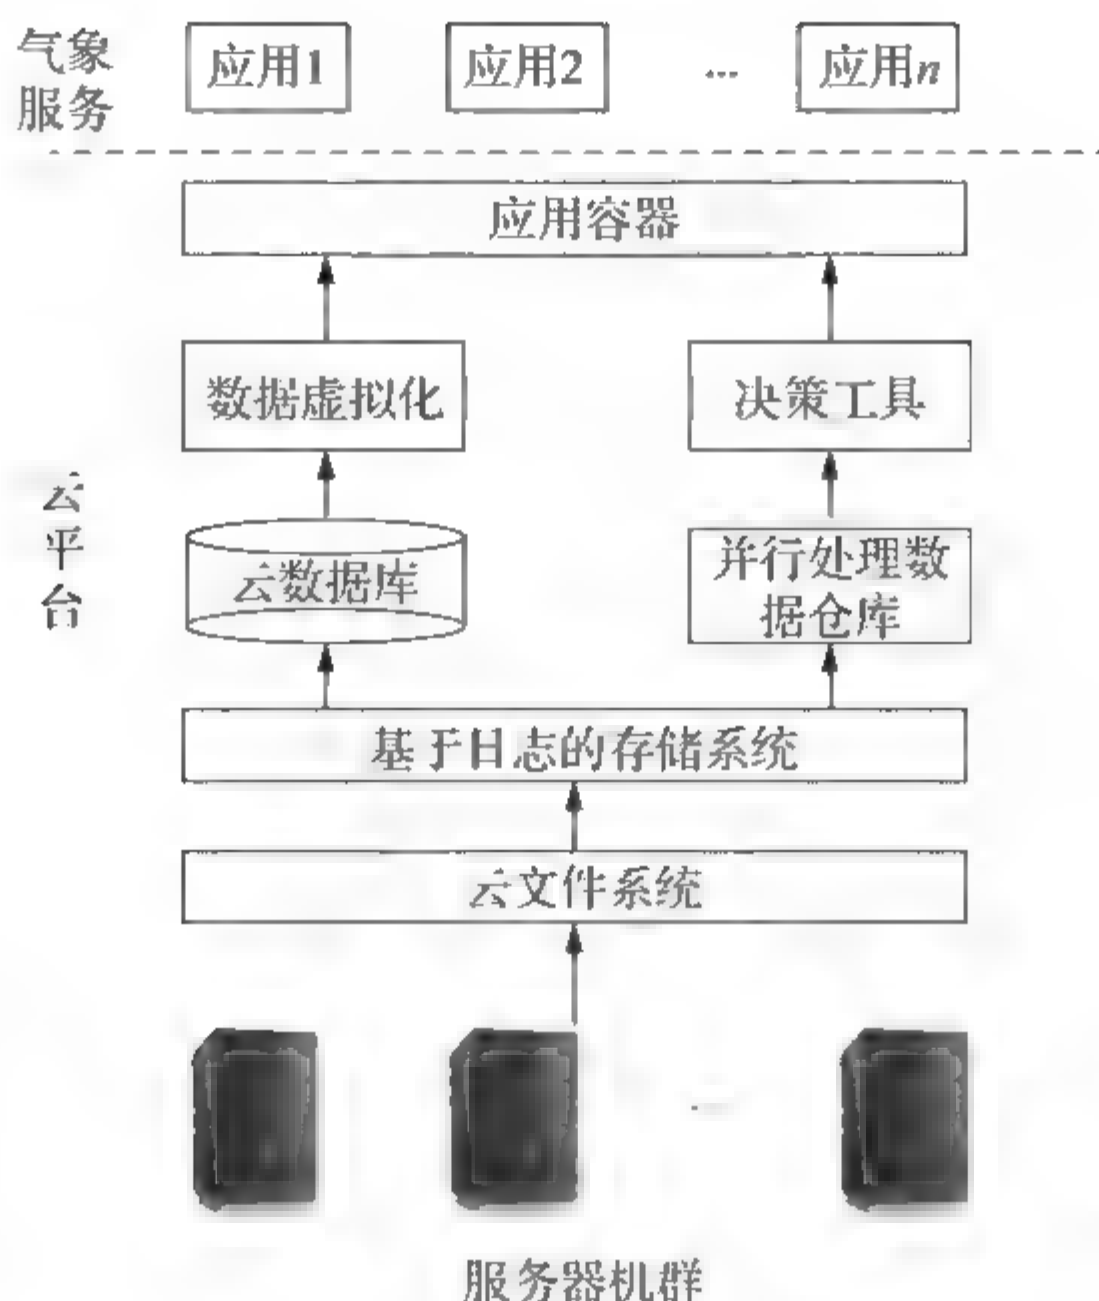 气象
服务
应用1
应用2
...
应用n
应用容器
数据虚拟化
决策工具
云
平
台
云数据库
并行处理数
据仓库
基于日志的存储系统
云文件系统
服务器机群